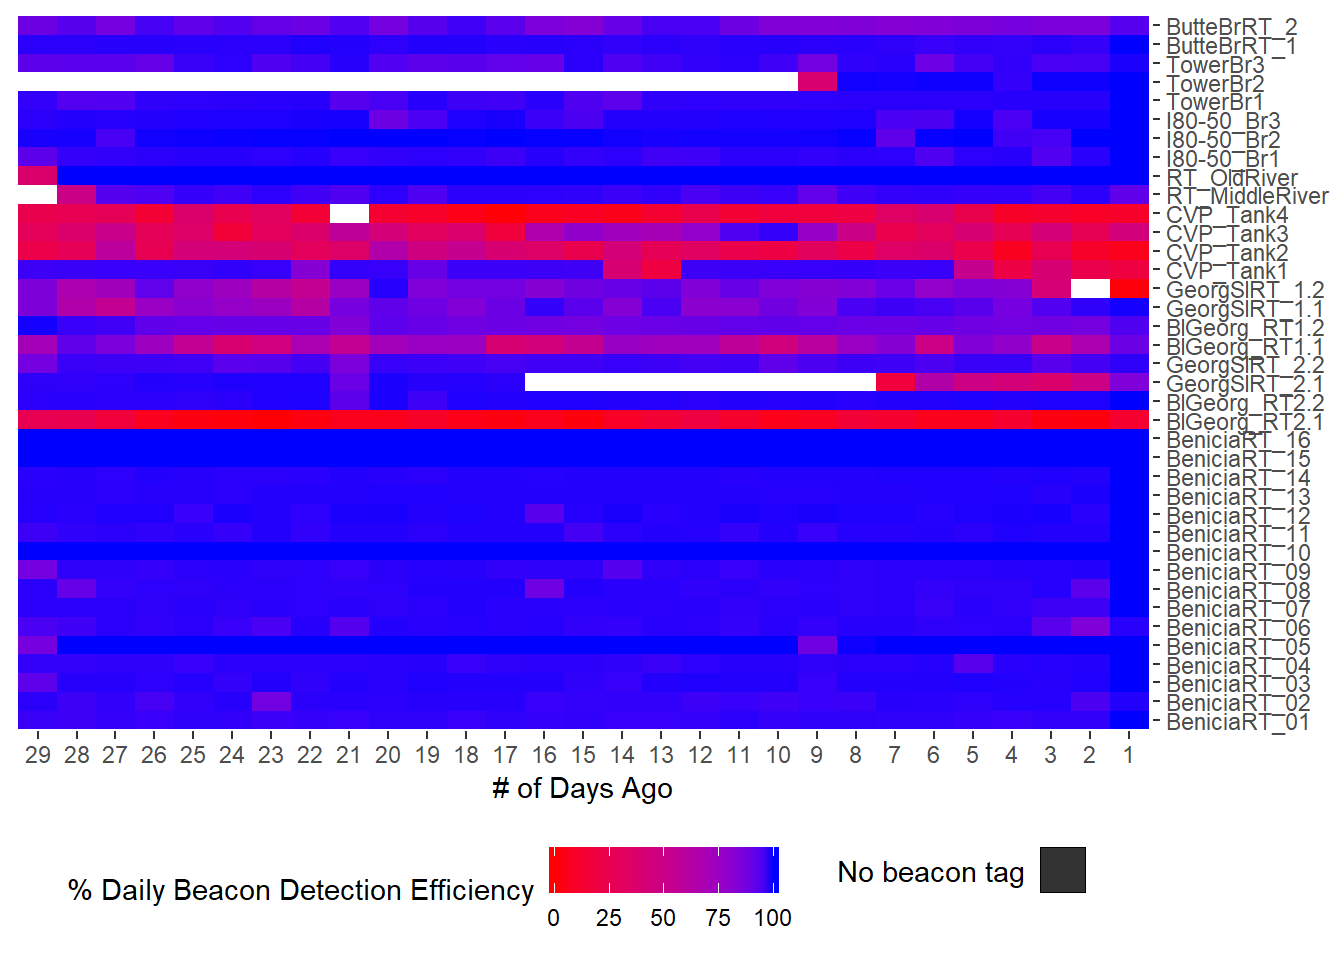 ButteBrRT_2
ButteBrRT_1
TowerBr3
TowerBr2
TowerBr1
I80-50_Br3
I80-50_Br2
I80-50_Br1
RT_OldRiver
RT_MiddleRiver
CVP_Tank4
CVP_Tank3
CVP_Tank2
CVP_Tank1
GeorgSlRT_1.2
GeorgSlRT_1.1
BlGeorg_RT1.2
BlGeorg_RT1.1
GeorgSlRT_2.2
GeorgSlRT_2.1
BlGeorg_RT2.2
BlGeorg_RT2.1
BeniciaRT_16
BeniciaRT_15
BeniciaRT_14
BeniciaRT_13
BeniciaRT_12
BeniciaRT_11
BeniciaRT_10
BeniciaRT_09
BeniciaRT_08
BeniciaRT_07
BeniciaRT_06
BeniciaRT_05
BeniciaRT_04
BeniciaRT_03
BeniciaRT_02
BeniciaRT_01
29 28 27 26 25 24 23 22 21 20 19 18 17 16 15 14 13 12 11 10 9 8 7 6 5 4 3 2 1
# of Days Ago
% Daily Beacon Detection Efficiency
0 25 50 75 100
No beacon tag